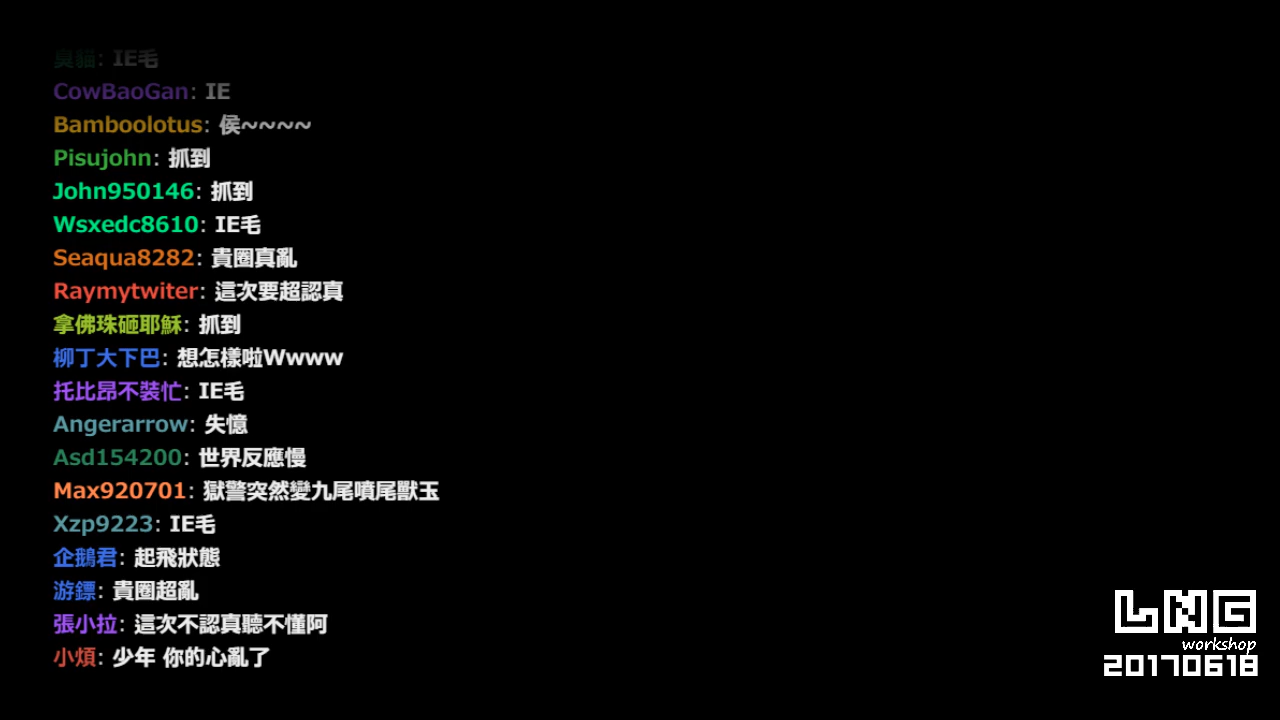 臭貓: IE毛
CowBaoGan: IE
Bamboolotus: 侯~~~~
Pisujohn: 抓到
John950146: 抓到
Wsxedc8610: IE毛
Seaqua8282: 貴圈真亂
Raymytwiter: 這次要超認真
拿佛珠砸耶穌: 抓到
柳丁大下巴: 想怎樣啦Wwww
托比昂不裝忙: IE毛
Angerarrow: 失憶
Asd154200: 世界反應慢
Max920701: 獄警突然變九尾噴尾獸玉
Xzp9223: IE毛
企鵝君: 起飛狀態
游鏢: 貴圈超亂
張小拉: 這次不認真聽不懂阿
小煩: 少年 你的心亂了
LNG
workshop
20170618